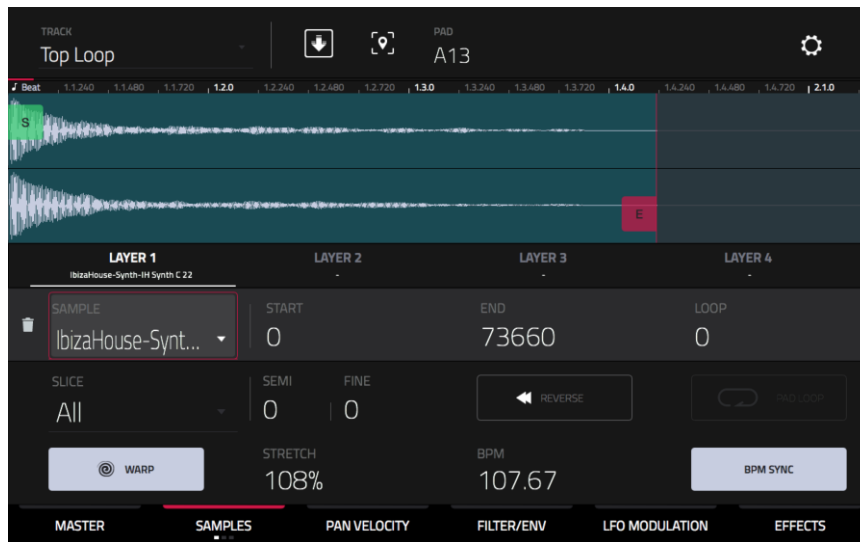 TRACK
Top Loop
PAD
A13
Beat 1.1.240 1.1.480 1.1.720 1.2.0 1.2.240 1.2.480 1.2.720 1.3.0 1.3.240 1.3.480 1.3.720 1.4.0 1.4.240 1.4.480 1.4.720 2.1.0
S
E
LAYER 1 LAYER 2 LAYER 3 LAYER 4
IbizaHouse-Synth-IH Synth C 22 - - -
SAMPLE START END LOOP
IbizaHouse-Synt... 0 73660 0
SLICE SEMI FINE
All 0 0
REVERSE
PAD LOOP
WARP
STRETCH
108%
BPM
107.67
BPM SYNC
MASTER SAMPLES PAN VELOCITY FILTER/ENV LFO MODULATION EFFECTS